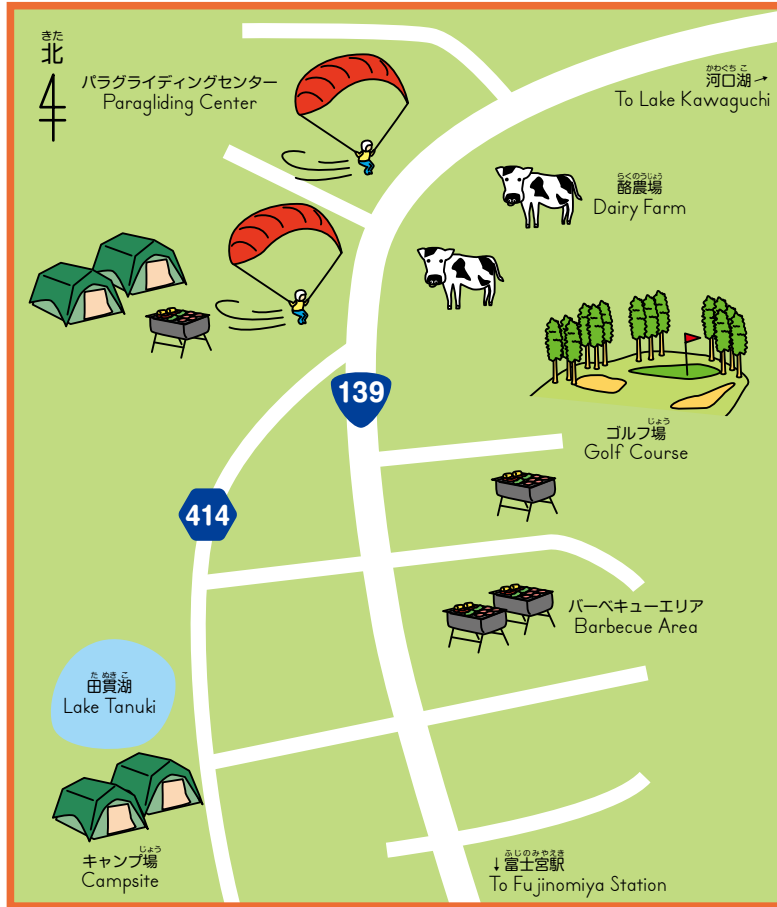 きた
北
パラグライディングセンター
Paragliding Center
かわぐち こ
河口湖→
To Lake Kawaguchi
らくのうじょう
酪農場
Dairy Farm
139
じょう
ゴルフ場
Golf Course
414
バーベキューエリア
Barbecue Area
た ぬき こ
田貫湖
Lake Tanuki
じょう
キャンプ場
Campsite
ふじのみやえき
↓富士宮駅
To Fujinomiya Station